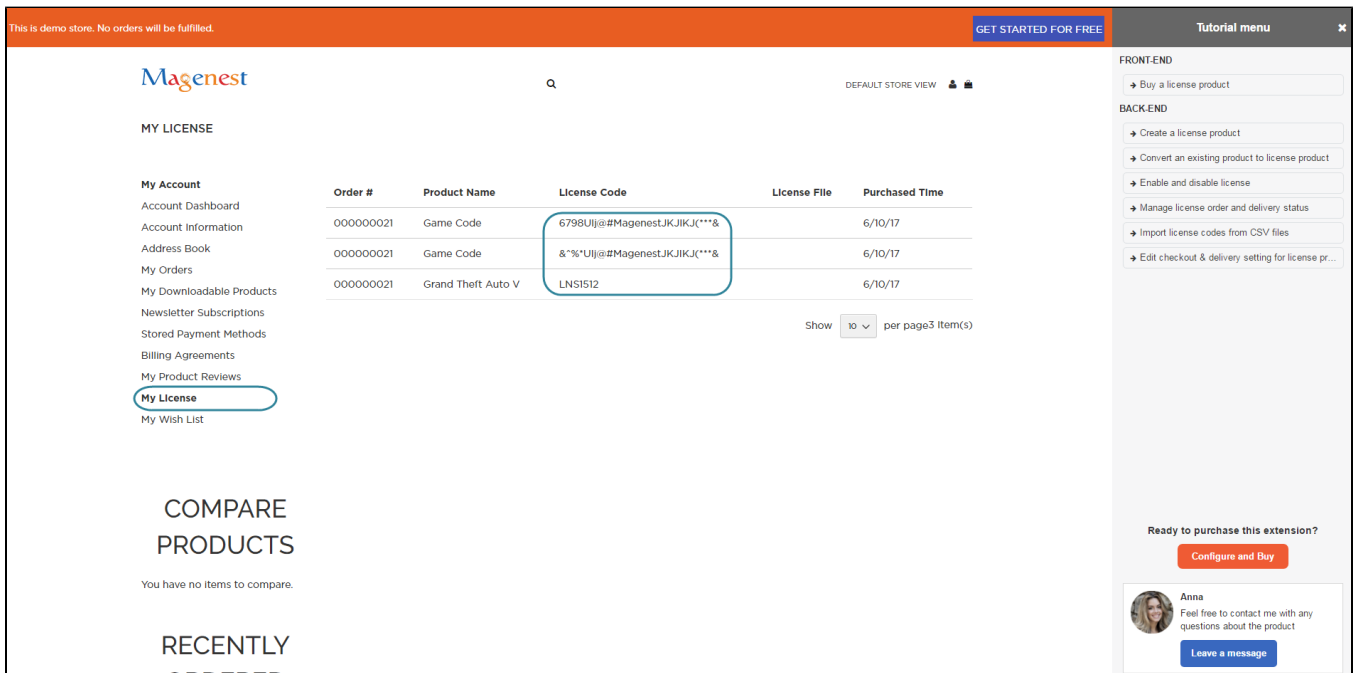 This is demo store. No orders will be fulfilled.
GET STARTED FOR FREE
Magenest
DEFAULT STORE VIEW
MY LICENSE
My Account
Account Dashboard
Account Information
Address Book
My Orders
My Downloadable Products
Newsletter Subscriptions
Stored Payment Methods
Billing Agreements
My Product Reviews
My License
My Wish List
Order # Product Name License Code License File Purchased Time
000000021 Game Code 6798UIj@#MagenestJKJIKJ(***& 6/10/17
000000021 Game Code &^%*UIj@#MagenestJKJIKJ(***& 6/10/17
000000021 Grand Theft Auto V LNS1512 6/10/17
Show 10 per page3 Item(s)
COMPARE
PRODUCTS
You have no items to compare.
RECENTLY
ORDERED
Tutorial menu
FRONT-END
Buy a license product
BACK-END
Create a license product
Convert an existing product to license product
Enable and disable license
Manage license order and delivery status
Import license codes from CSV files
Edit checkout & delivery setting for license pr...
Ready to purchase this extension?
Configure and Buy
Anna
Feel free to contact me with any
questions about the product
Leave a message